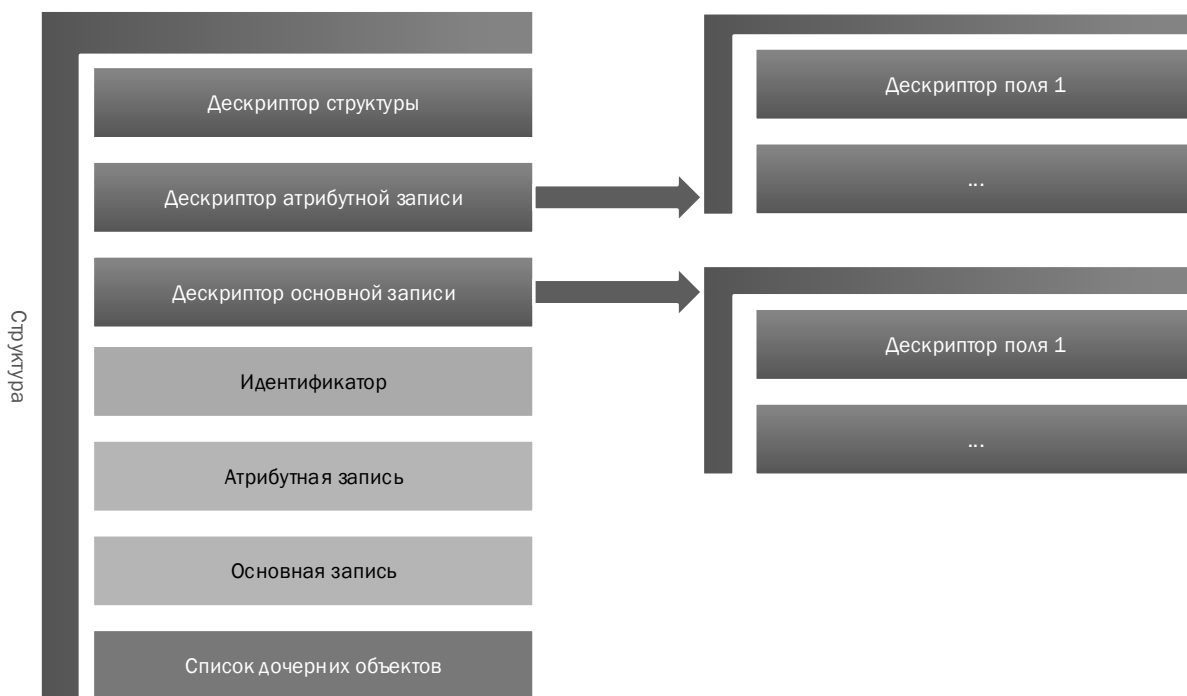 Структура
Дескриптор структуры
Дескриптор атрибутной записи
Дескриптор основной записи
Идентификатор
Атрибутная запись
Основная запись
Список дочерних объектов
Дескриптор поля 1
...
Дескриптор поля 1
...